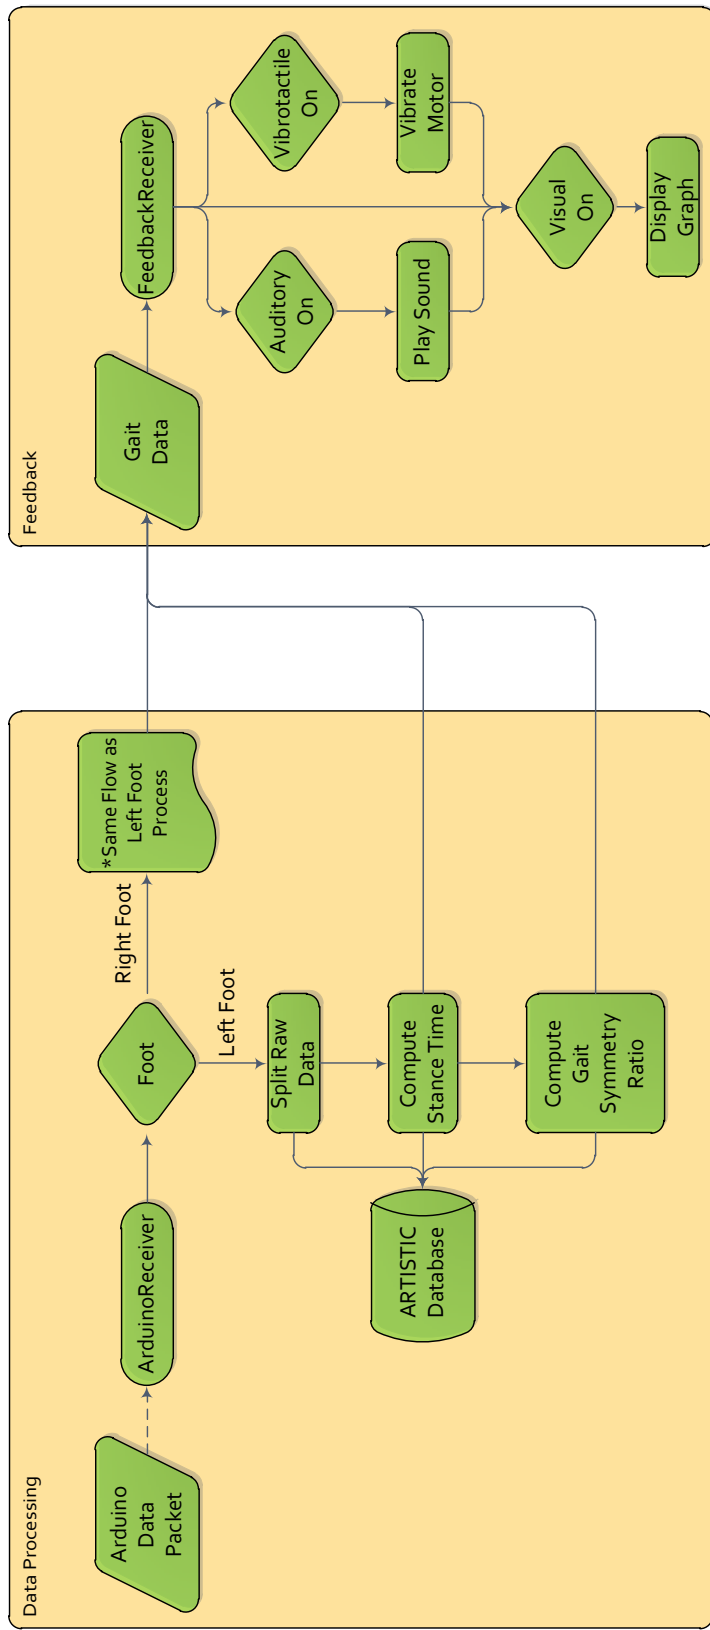 Data Processing
Arduino
Data
Packet
ArduinoReceiver
Foot
Right Foot
*Same Flow as
Left Foot
Process
Left Foot
Split Raw
Data
Compute
Stance Time
Compute
Gait
Symmetry
Ratio
ARTISTIC
Database
Feedback
Gait
Data
FeedbackReceiver
Auditory
On
Vibrotactile
On
Play Sound
Vibrate
Motor
Visual
On
Display
Graph